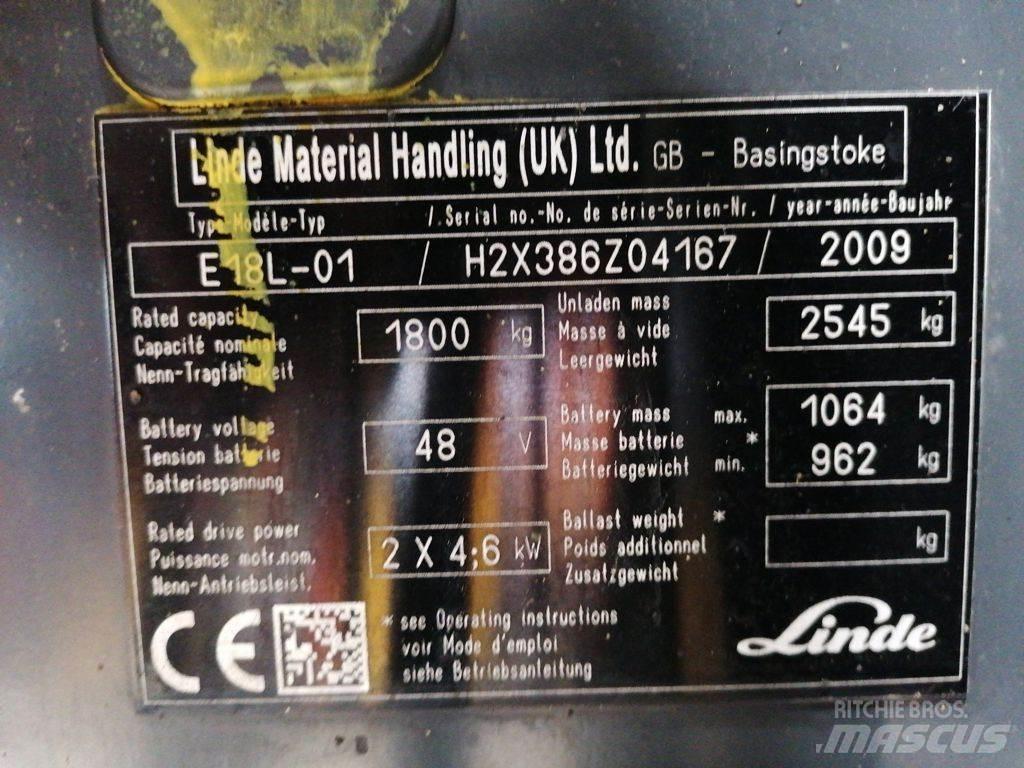 Linde Material Handling (UK) Ltd. GB - Basingstoke
Type-Modèle-Typ / Serial no.-No. de série-Serien-Nr. / year-année-Baujahr
E18L-01 / H2X386Z04167 / 2009
Rated capacity
Capacité nominale
Nenn-Tragfähigkeit
1800 kg
Unladen mass
Masse à vide
Leergewicht
2545 kg
Battery voltage
Tension batterie
Batteriespannung
48 V
Battery mass max. 1064 kg
Masse batterie *
Batteriegewicht min. 962 kg
Rated drive power
Puissance motr.nom.
Nenn-Antriebsleist.
2 X 4;6 kW
Ballast weight *
Poids additionnel
Zusatzgewicht
kg
CE
* see Operating instructions
voir Mode d'emploi
siehe Betriebsanleitung
Linde
RITCHIE BROS.
MASCUS